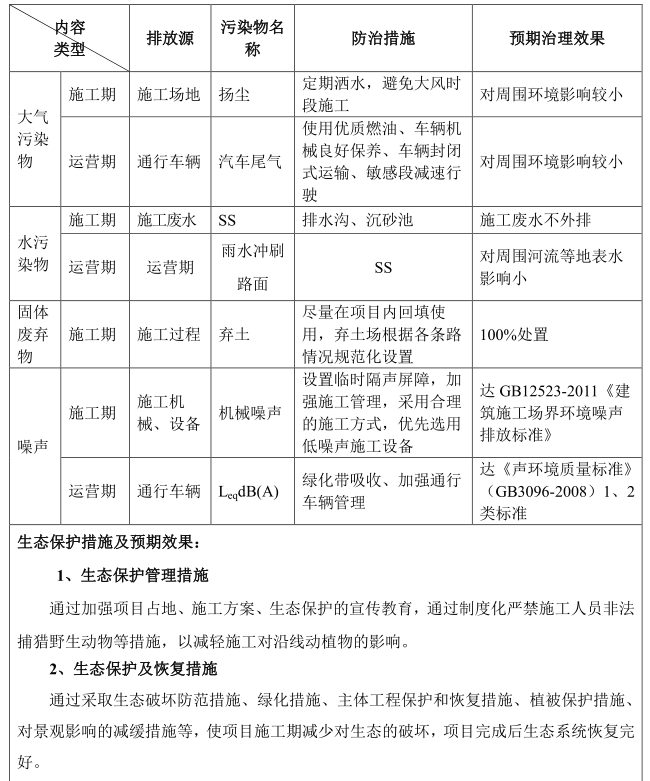 内容
类型
排放源
污染物名
称
防治措施
预期治理效果
大气
污染
物
施工期
施工场地
扬尘
定期洒水，避免大风时
段施工
对周围环境影响较小
运营期
通行车辆
汽车尾气
使用优质燃油、车辆机
械良好保养、车辆封闭
式运输、敏感段减速行
驶
对周围环境影响较小
水污
染物
施工期
施工废水
SS
排水沟、沉砂池
施工废水不外排
运营期
运营期
雨水冲刷
路面
SS
对周围河流等地表水
影响小
固体
废弃
物
施工期
施工过程
弃土
尽量在项目内回填使
用，弃土场根据各条路
情况规范化设置
100%处置
噪声
施工期
施工机
械、设备
机械噪声
设置临时隔声屏障，加
强施工管理，采用合理
的施工方式，优先选用
低噪声施工设备
达 GB12523-2011《建
筑施工场界环境噪声
排放标准》
运营期
通行车辆
LeqdB(A)
绿化带吸收、加强通行
车辆管理
达《声环境质量标准》
（GB3096-2008）1、2
类标准
生态保护措施及预期效果：
1、生态保护管理措施
通过加强项目占地、施工方案、生态保护的宣传教育，通过制度化严禁施工人员非法
捕猎野生动物等措施，以减轻施工对沿线动植物的影响。
2、生态保护及恢复措施
通过采取生态破坏防范措施、绿化措施、主体工程保护和恢复措施、植被保护措施、
对景观影响的减缓措施等，使项目施工期减少对生态的破坏，项目完成后生态系统恢复完
好。